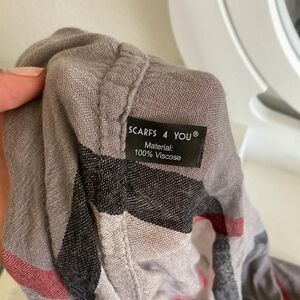 SCARFS 4 YOU®
Material:
100% Viscose